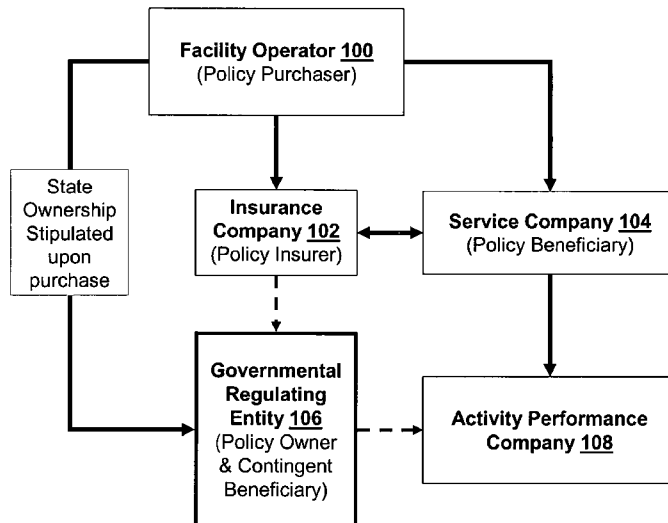 Facility Operator 100
(Policy Purchaser)
State
Ownership
Stipulated
upon
purchase
Insurance
Company 102
(Policy Insurer)
Service Company 104
(Policy Beneficiary)
Governmental
Regulating
Entity 106
(Policy Owner
& Contingent
Beneficiary)
Activity Performance
Company 108